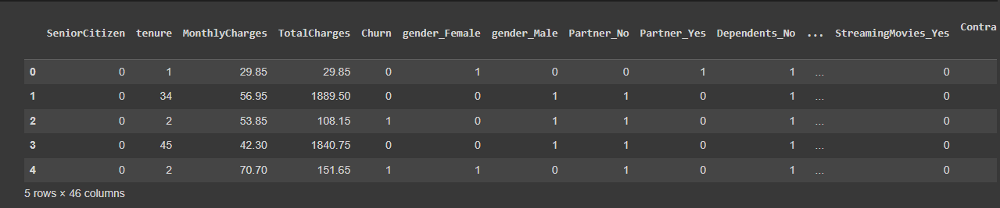 SeniorCitizen tenure MonthlyCharges TotalCharges Churn gender_Female gender_Male Partner_No Partner_Yes Dependents_No ... StreamingMovies_Yes Contra
0 0 1 29.85 29.85 0 1 0 0 1 1 ... 0
1 0 34 56.95 1889.50 0 0 1 1 0 1 ... 0
2 0 2 53.85 108.15 1 0 1 1 0 1 ... 0
3 0 45 42.30 1840.75 0 0 1 1 0 1 ... 0
4 0 2 70.70 151.65 1 1 0 1 0 1 ... 0
5 rows × 46 columns